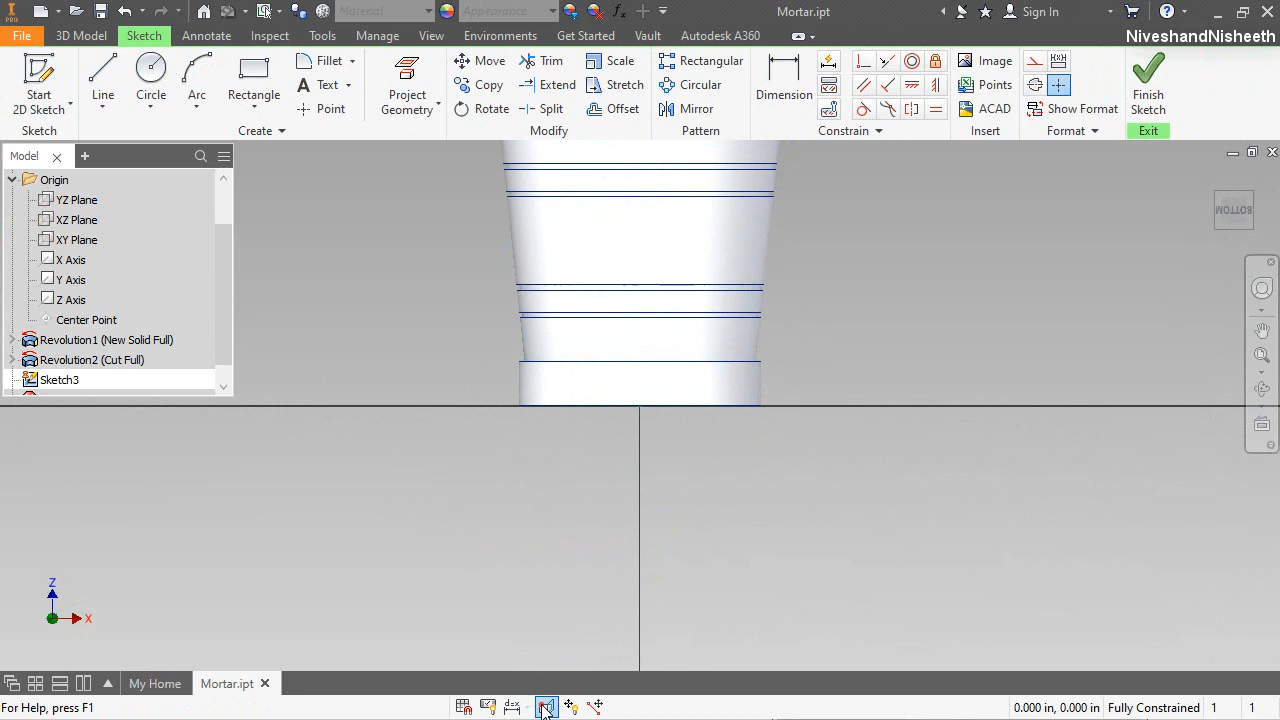 PRO Material Appearance fx Mortar.ipt Sign In
File 3D Model Sketch Annotate Inspect Tools Manage View Environments Get Started Vault Autodesk A360
NiveshandNisheeth
Start
2D Sketch
Line
Circle
Arc
Rectangle
Fillet
Text
Point
Project
Geometry
Move Trim Scale
Copy Extend Stretch
Rotate Split Offset
Rectangular
Circular
Mirror
Dimension
Image
Points
ACAD
Show Format
Finish
Sketch
Sketch Create Modify Pattern Constrain Insert Format Exit
Model
Origin
YZ Plane
XZ Plane
XY Plane
X Axis
Y Axis
Z Axis
Center Point
Revolution1 (New Solid Full)
Revolution2 (Cut Full)
Sketch3
BOTTOM
Z
X
My Home Mortar.ipt
For Help, press F1
0.000 in, 0.000 in Fully Constrained 1 1